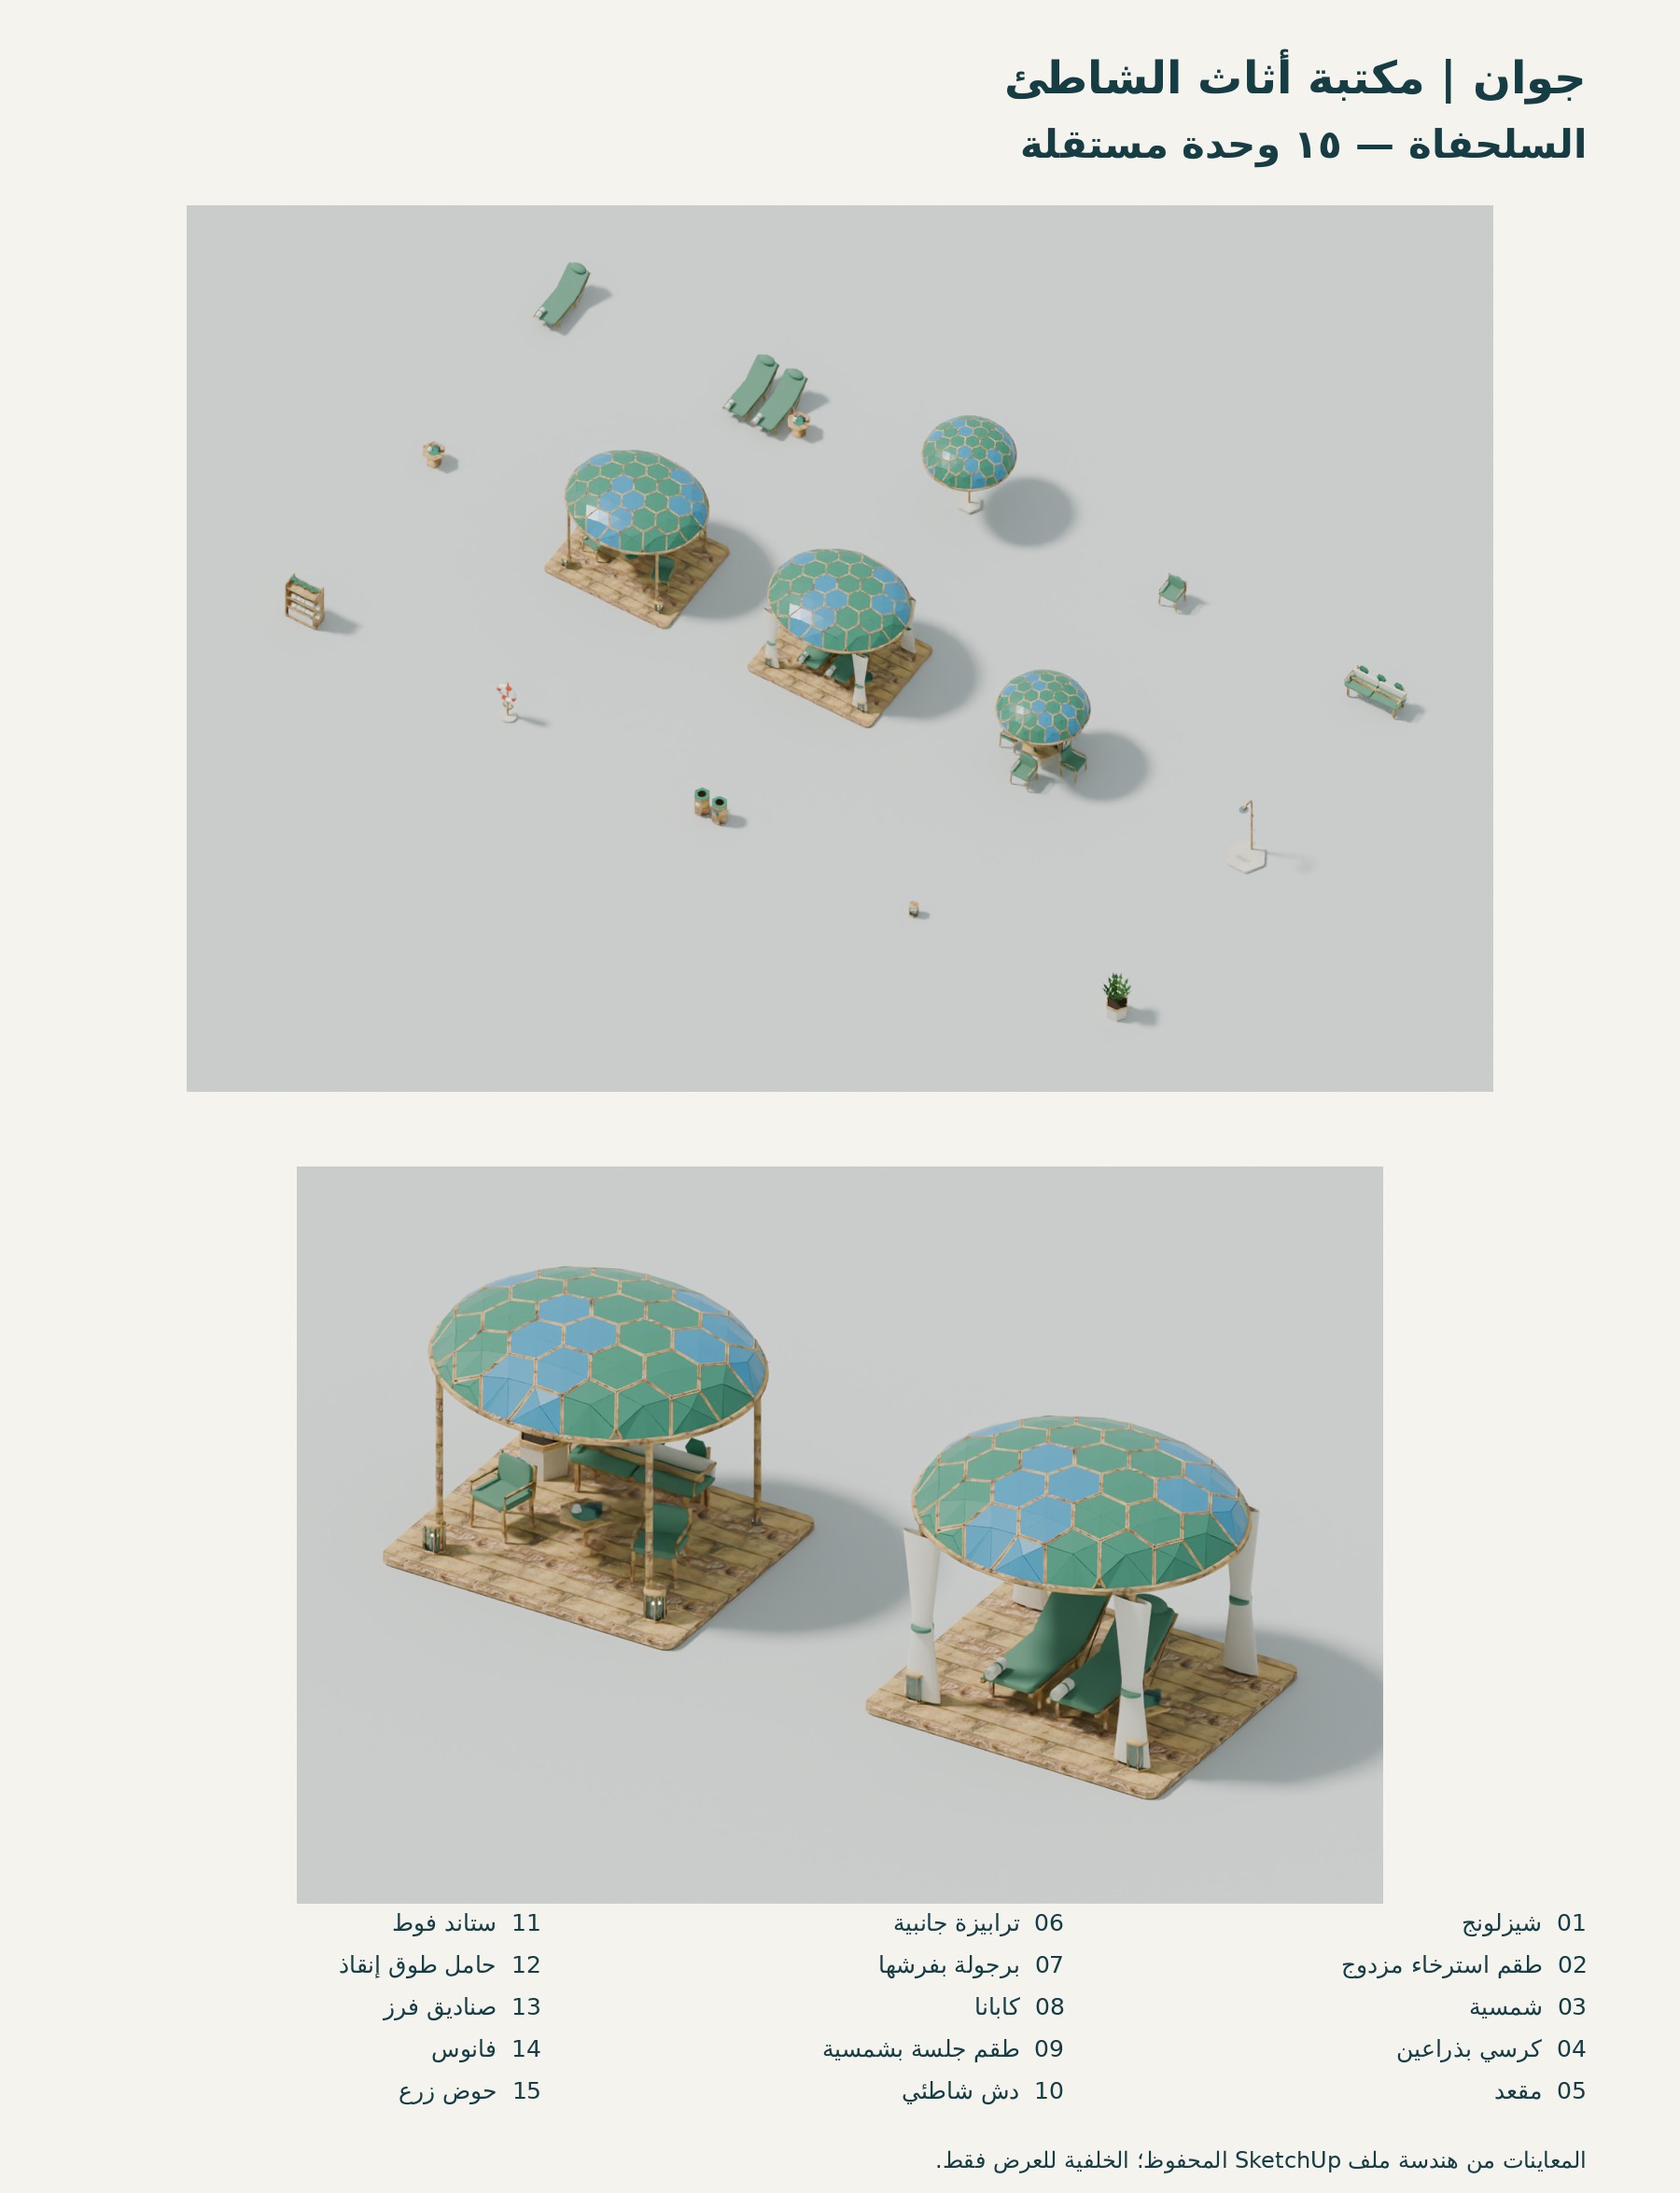 جوان | مكتبة أثاث الشاطئ
السلحفاة — ١٥ وحدة مستقلة
01 شيزلونج
02 طقم استرخاء مزدوج
03 شمسية
04 كرسي بذراعين
05 مقعد
06 ترابيزة جانبية
07 برجولة بفرشها
08 كابانا
09 طقم جلسة بشمسية
10 دش شاطئي
11 ستاند فوط
12 حامل طوق إنقاذ
13 صناديق فرز
14 فانوس
15 حوض زرع
المعاينات من هندسة ملف SketchUp المحفوظ؛ الخلفية للعرض فقط.